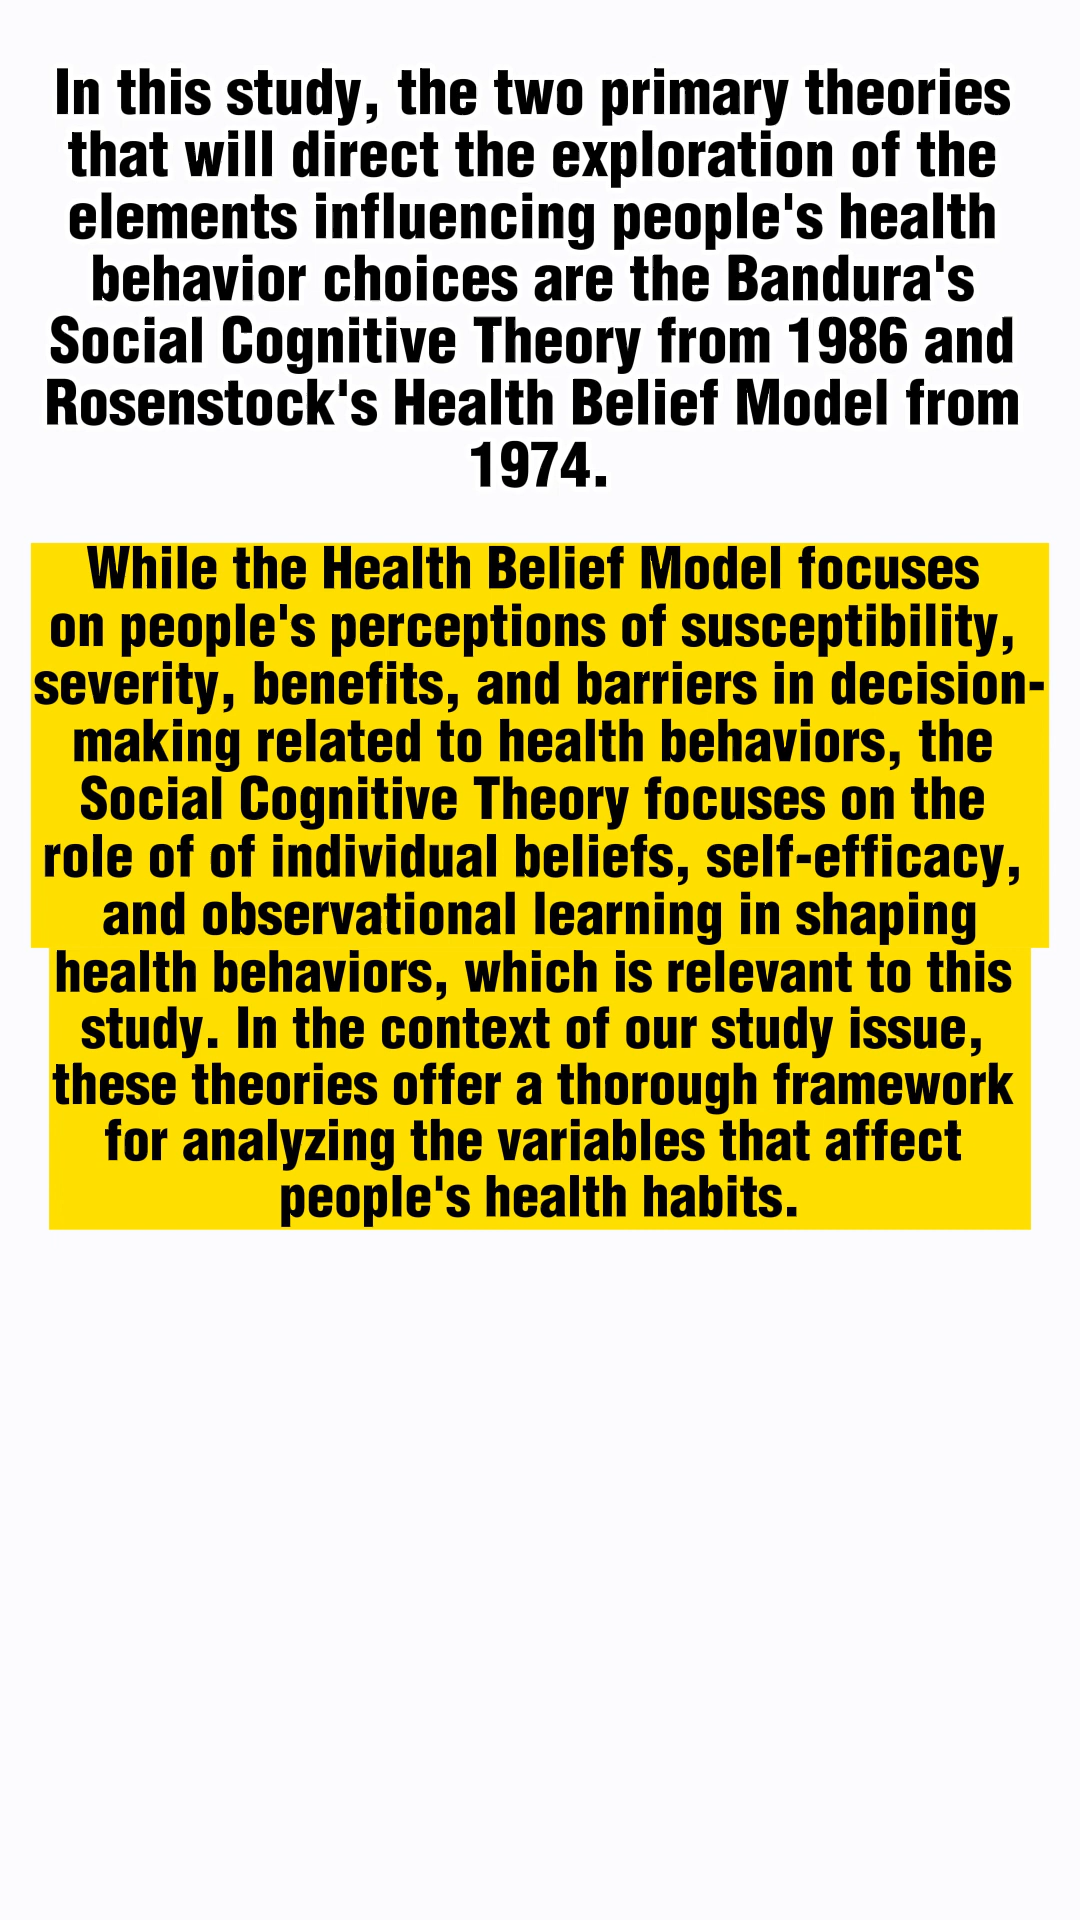 In this study, the two primary theories
that will direct the exploration of the
elements influencing people's health
behavior choices are the Bandura's
Social Cognitive Theory from 1986 and
Rosenstock's Health Belief Model from
1974.
While the Health Belief Model focuses
on people's perceptions of susceptibility,
severity, benefits, and barriers in decision-
making related to health behaviors, the
Social Cognitive Theory focuses on the
role of of individual beliefs, self-efficacy,
and observational learning in shaping
health behaviors, which is relevant to this
study. In the context of our study issue,
these theories offer a thorough framework
for analyzing the variables that affect
people's health habits.